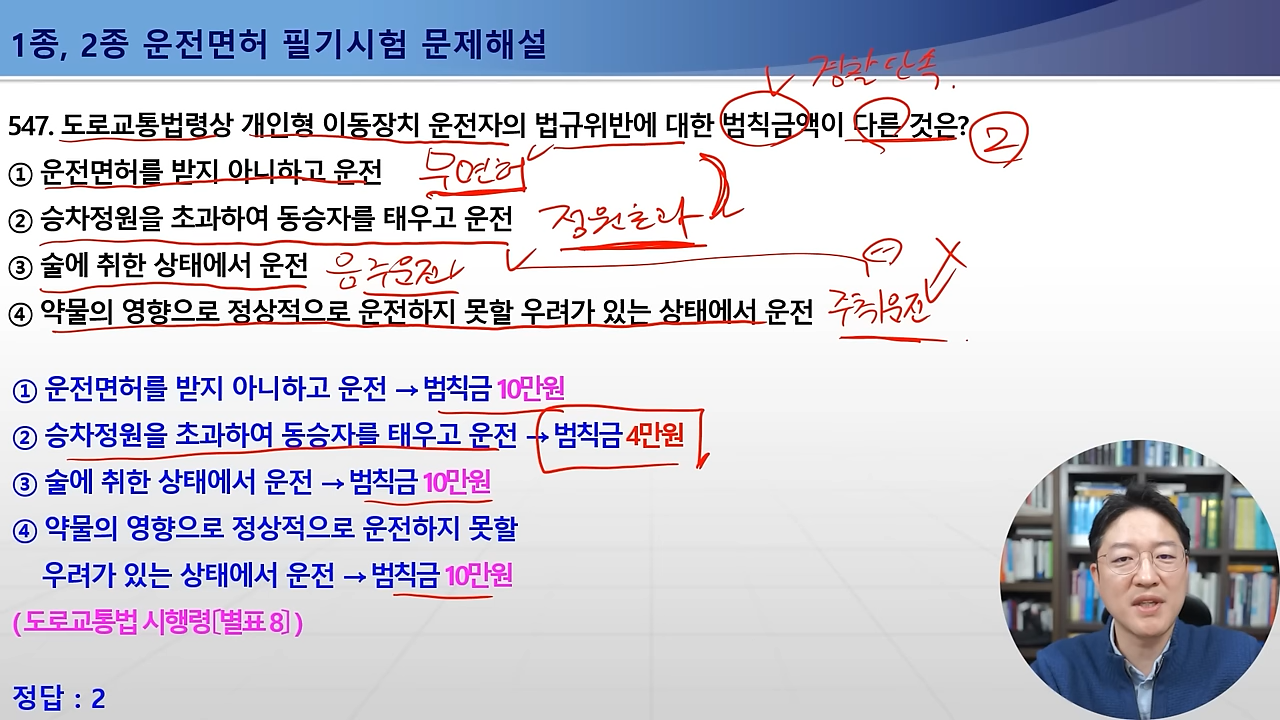 1종, 2종 운전면허 필기시험 문제해설
경찰단속.
547. 도로교통법령상 개인형 이동장치 운전자의 법규위반에 대한 범칙금액이 다른 것은?
2
① 운전면허를 받지 아니하고 운전 무면허
② 승차정원을 초과하여 동승자를 태우고 운전 정원초과
③ 술에 취한 상태에서 운전 음주운전
④ 약물의 영향으로 정상적으로 운전하지 못할 우려가 있는 상태에서 운전
① 운전면허를 받지 아니하고 운전 → 범칙금 10만원
② 승차정원을 초과하여 동승자를 태우고 운전 → 범칙금 4만원
③ 술에 취한 상태에서 운전 → 범칙금 10만원
④ 약물의 영향으로 정상적으로 운전하지 못할
우려가 있는 상태에서 운전 → 범칙금 10만원
(도로교통법 시행령[별표 8])
정답 : 2